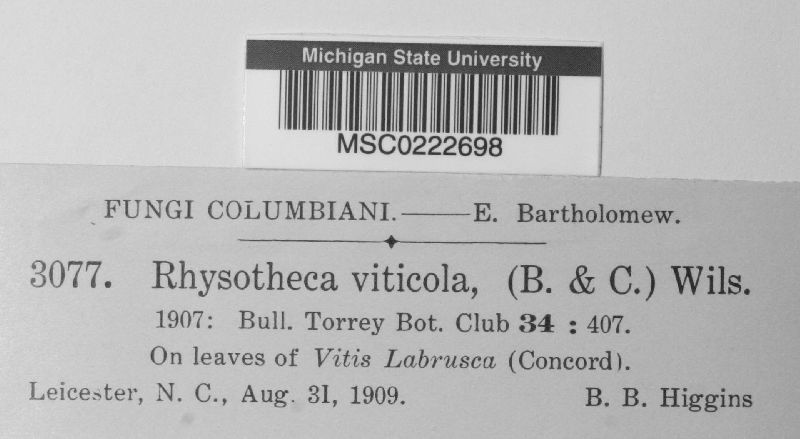 Michigan State University
MSC0222698
FUNGI COLUMBIANI.——E. Bartholomew.
3077. Rhysotheca viticola, (B. & C.) Wils.
1907: Bull. Torrey Bot. Club 34 : 407.
On leaves of Vitis Labrusca (Concord).
Leicester, N. C., Aug. 31, 1909. B. B. Higgins